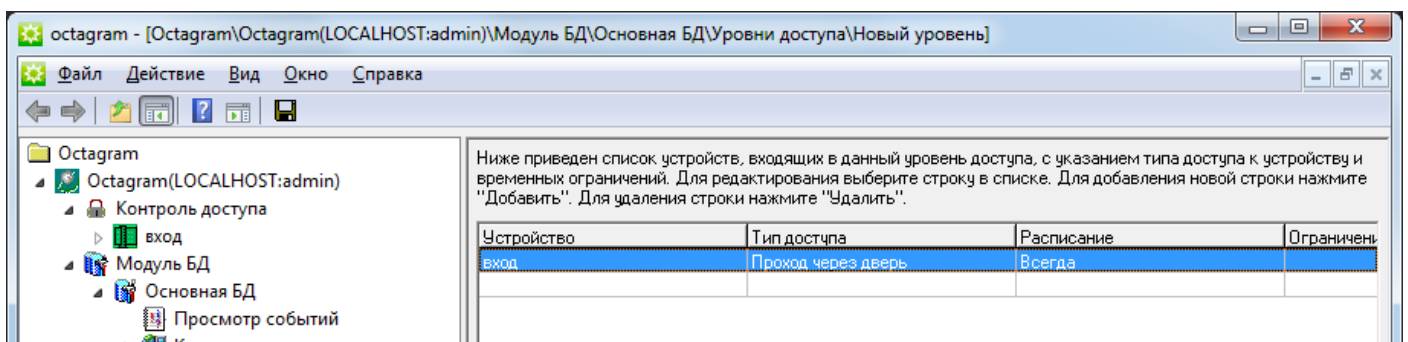 octagram - [Octagram\Octagram(LOCALHOST:admin)\Модуль БД\Основная БД\Уровни доступа\Новый уровень]
Файл Действие Вид Окно Справка
Octagram
Octagram(LOCALHOST:admin)
Контроль доступа
вход
Модуль БД
Основная БД
Просмотр событий
Ниже приведен список устройств, входящих в данный уровень доступа, с указанием типа доступа к устройству и
временных ограничений. Для редактирования выберите строку в списке. Для добавления новой строки нажмите
"Добавить". Для удаления строки нажмите "Удалить".
Устройство Тип доступа Расписание Ограничени
вход Проход через дверь Всегда